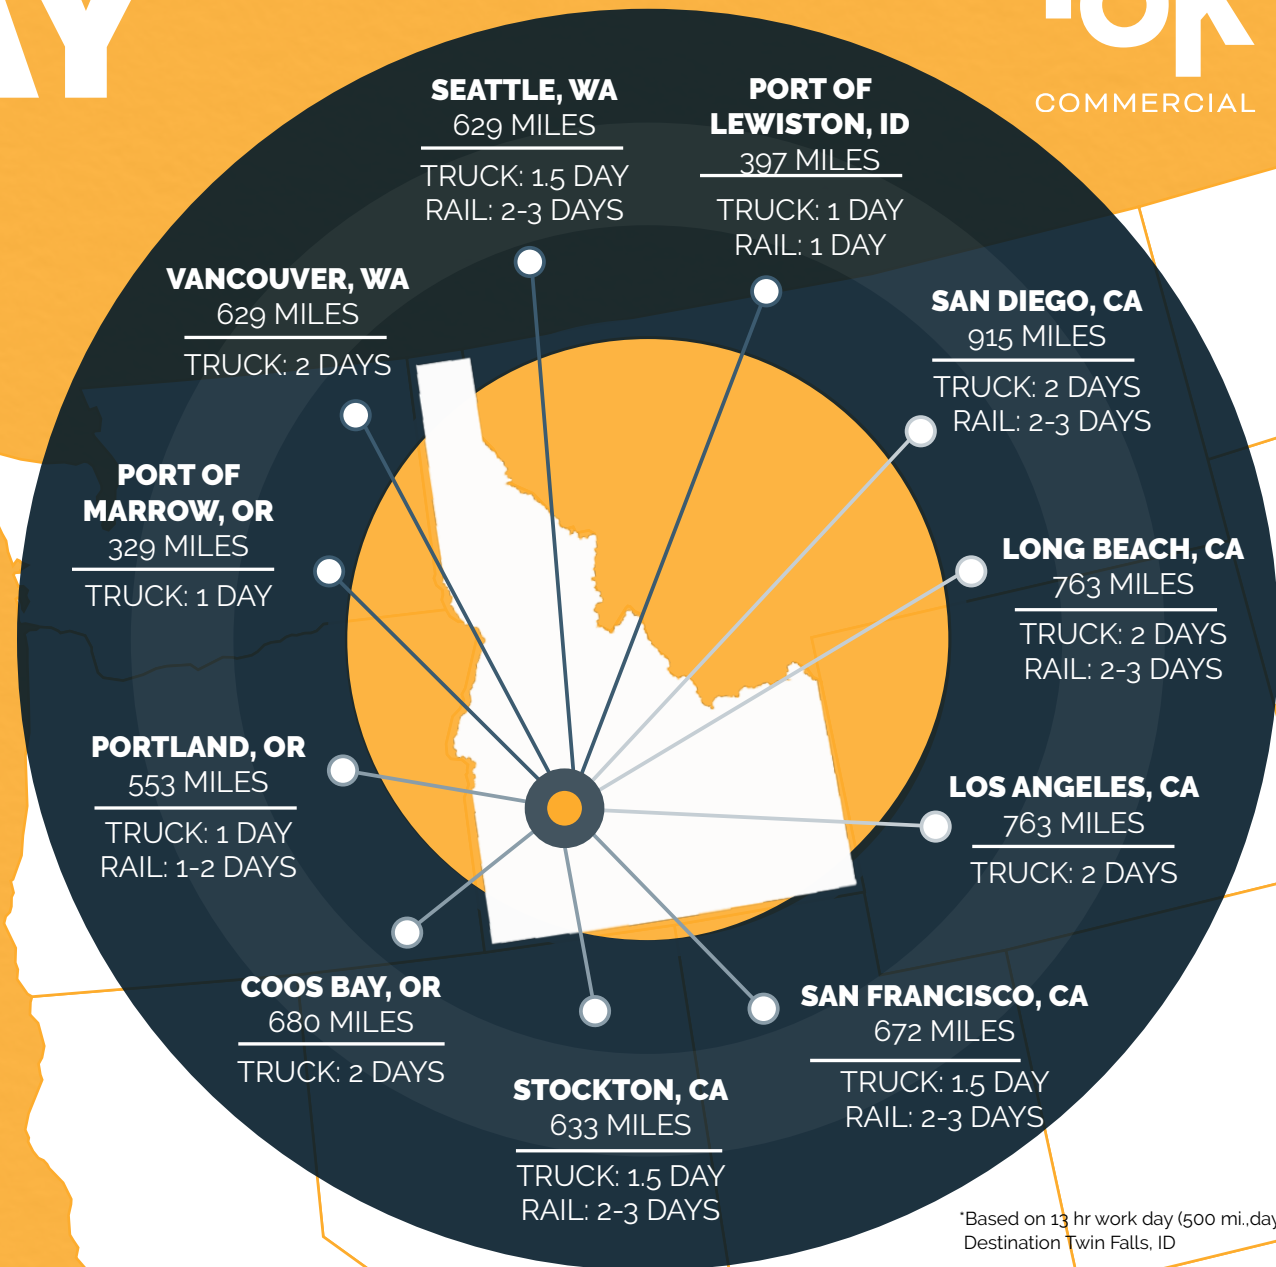 AY
COMMERCIAL
SEATTLE, WA
629 MILES
TRUCK: 1.5 DAY
RAIL: 2-3 DAYS
PORT OF
LEWISTON, ID
397 MILES
TRUCK: 1 DAY
RAIL: 1 DAY
VANCOUVER, WA
629 MILES
TRUCK: 2 DAYS
SAN DIEGO, CA
915 MILES
TRUCK: 2 DAYS
RAIL: 2-3 DAYS
PORT OF
MARROW, OR
329 MILES
TRUCK: 1 DAY
LONG BEACH, CA
763 MILES
TRUCK: 2 DAYS
RAIL: 2-3 DAYS
PORTLAND, OR
553 MILES
TRUCK: 1 DAY
RAIL: 1-2 DAYS
LOS ANGELES, CA
763 MILES
TRUCK: 2 DAYS
COOS BAY, OR
680 MILES
TRUCK: 2 DAYS
SAN FRANCISCO, CA
672 MILES
TRUCK: 1.5 DAY
RAIL: 2-3 DAYS
STOCKTON, CA
633 MILES
TRUCK: 1.5 DAY
RAIL: 2-3 DAYS
*Based on 13 hr work day (500 mi.,day
Destination Twin Falls, ID